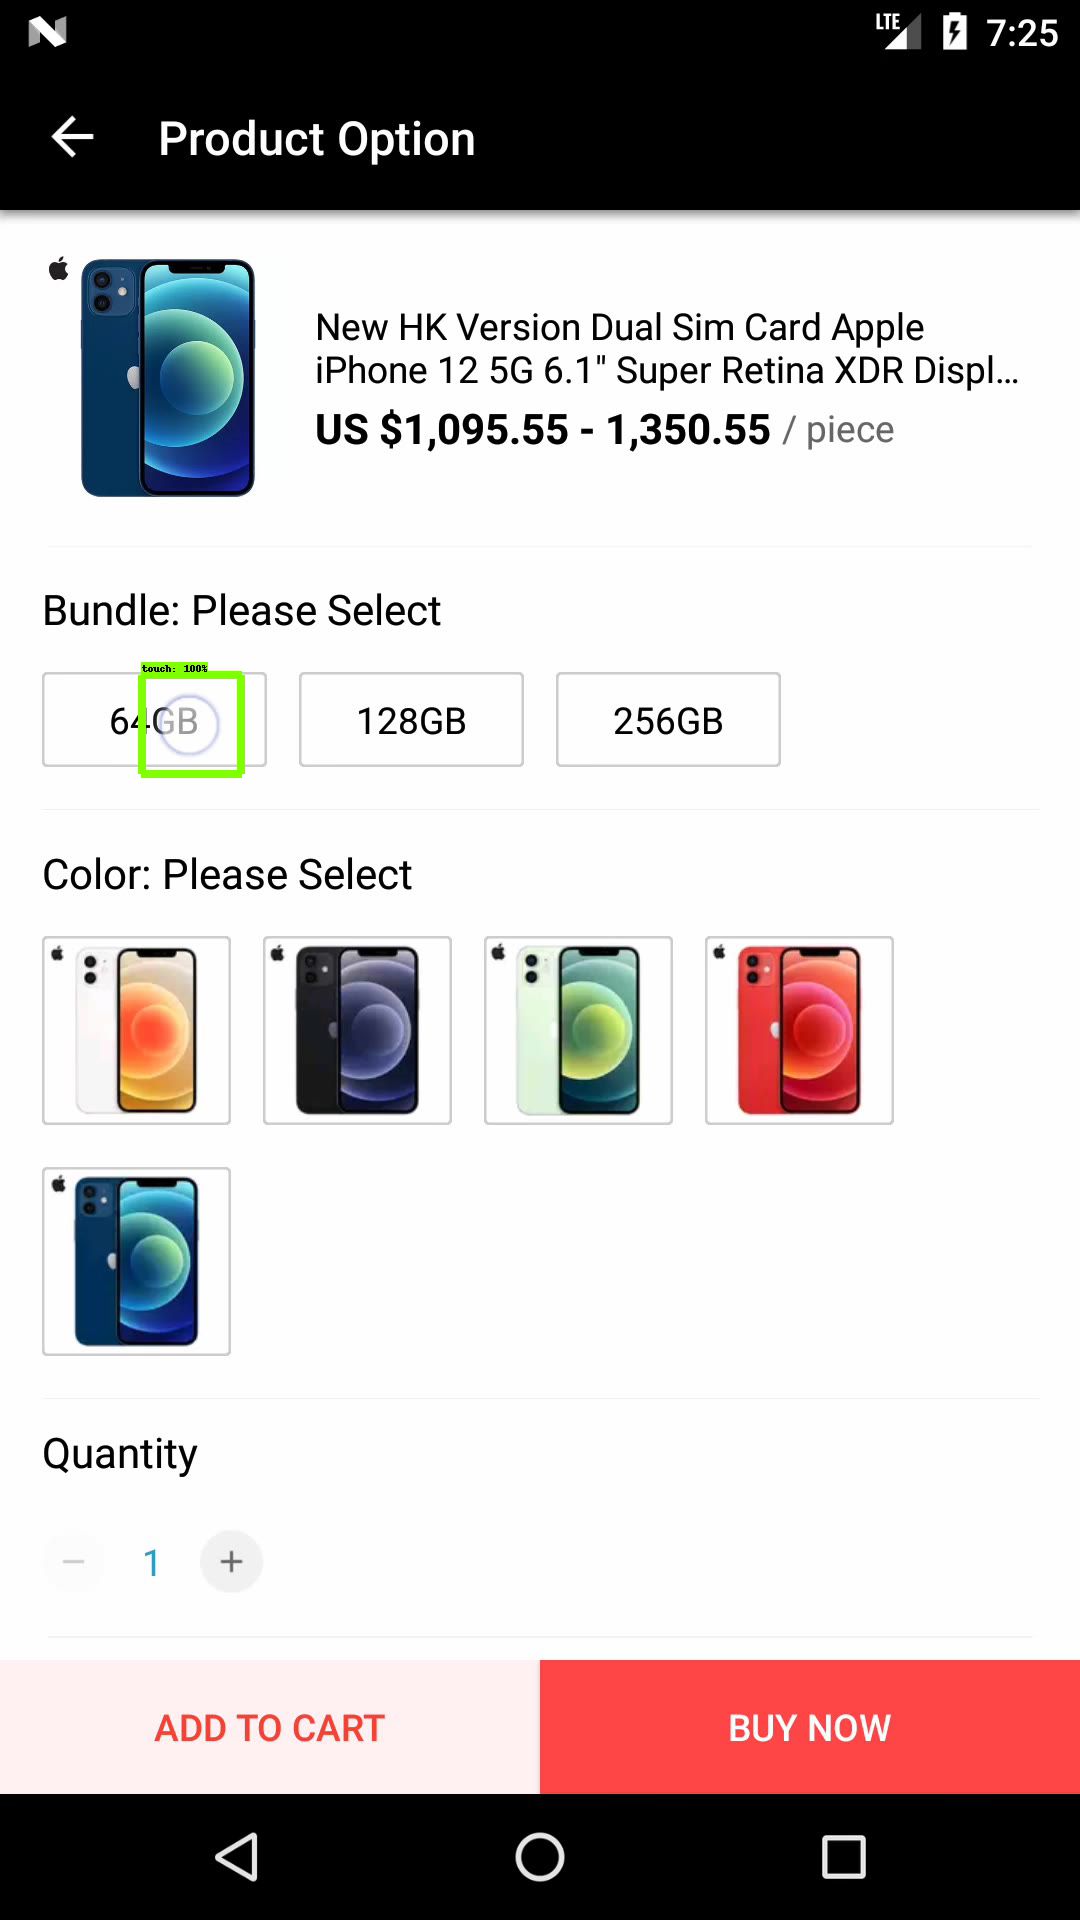 LTE 7:25
Product Option
New HK Version Dual Sim Card Apple
iPhone 12 5G 6.1" Super Retina XDR Displ...
US $1,095.55 - 1,350.55 / piece
Bundle: Please Select
touch: 100%
64GB 128GB 256GB
Color: Please Select
Quantity
1
ADD TO CART BUY NOW